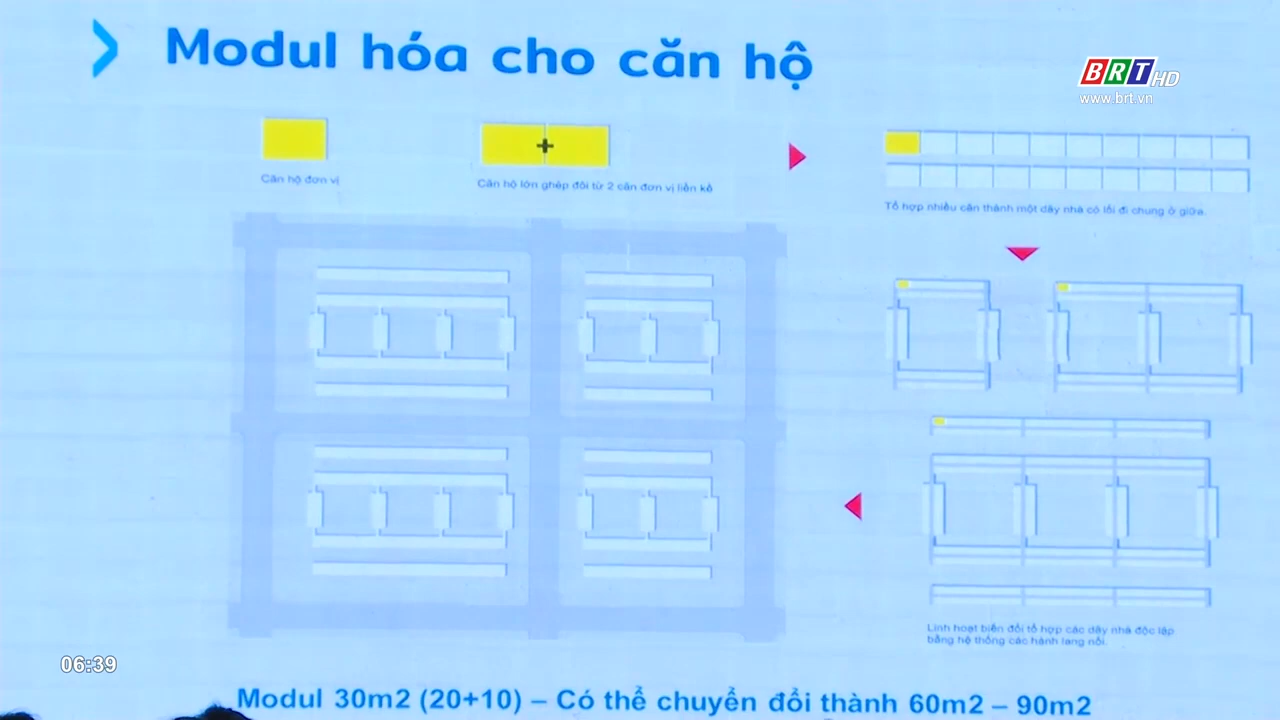 Modul hóa cho căn hộ
BRT HD
www.brt.vn
+
Căn hộ đơn vị
Căn hộ lớn ghép đôi từ 2 căn đơn vị liền kề
Tổ hợp nhiều căn thành một dãy nhà có lối đi chung ở giữa.
Linh hoạt biến đổi tổ hợp các dãy nhà độc lập
bằng hệ thống các hành lang nối.
06:39
Modul 30m2 (20+10) – Có thể chuyển đổi thành 60m2 – 90m2